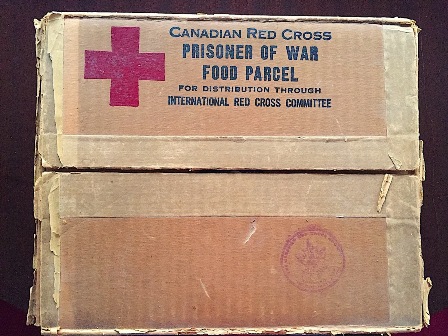 CANADIAN RED CROSS
PRISONER OF WAR
FOOD PARCEL
FOR DISTRIBUTION THROUGH
INTERNATIONAL RED CROSS COMMITTEE